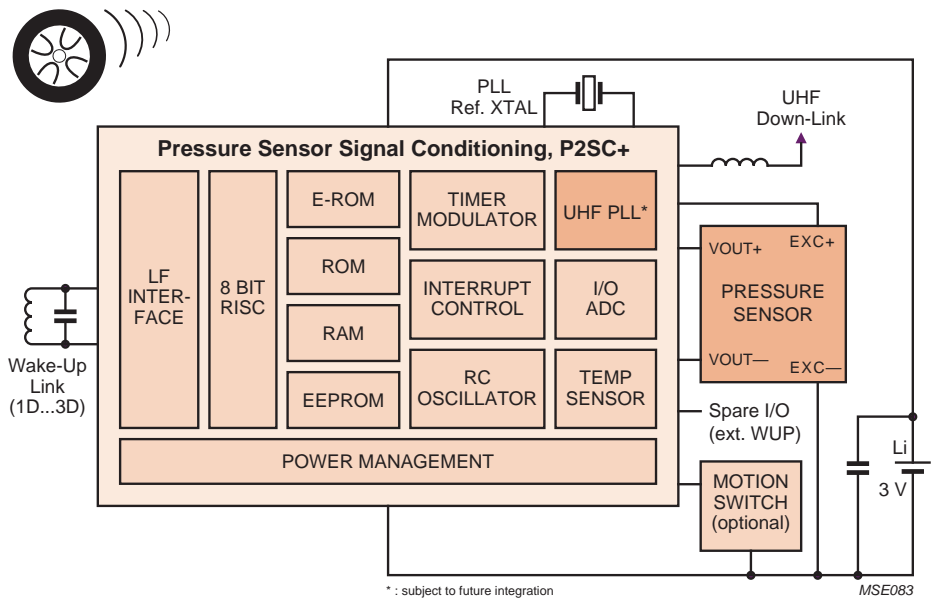 PLL
Ref. XTAL
UHF
Down-Link
Pressure Sensor Signal Conditioning, P2SC+
LF
INTER-
FACE
8 BIT
RISC
E-ROM
ROM
RAM
EEPROM
TIMER
MODULATOR
INTERRUPT
CONTROL
RC
OSCILLATOR
UHF PLL*
I/O
ADC
TEMP
SENSOR
POWER MANAGEMENT
Wake-Up
Link
(1D...3D)
VOUT+
EXC+
PRESSURE
SENSOR
VOUT—
EXC—
Spare I/O
(ext. WUP)
MOTION
SWITCH
(optional)
Li
3 V
* : subject to future integration
MSE083